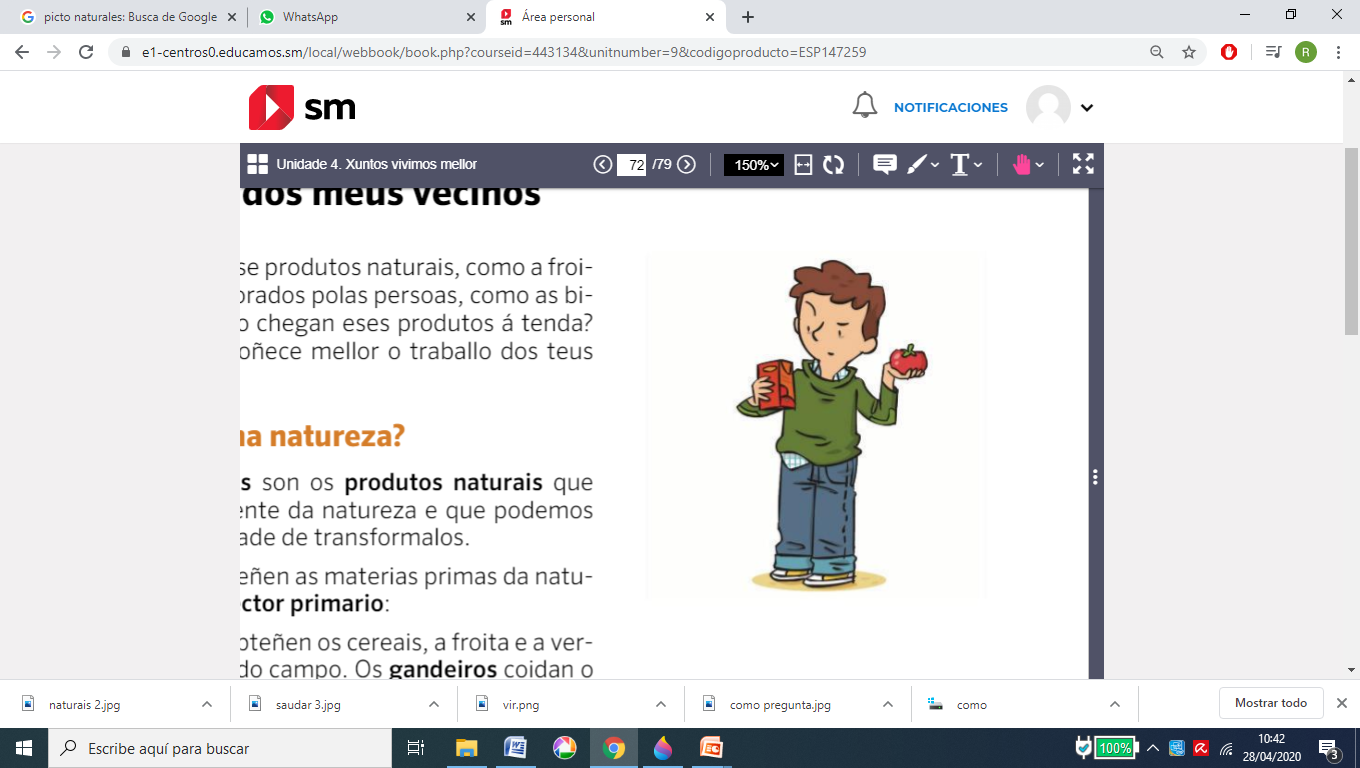 picto naturales: Busca de Google
WhatsApp
sm
Área personal
e1-centros0.educamos.sm/local/webbook/book.php?courseid=443134&unitnumber=9&codigoproducto=ESP147259
R
sm
NOTIFICACIONES
Unidade 4. Xuntos vivimos mellor
72 /79
150%
T
dos meus veciños
se produtos naturais, como a froi-
orados polas persoas, como as bi-
o chegan eses produtos á tenda?
oñece mellor o traballo dos teus
na natureza?
s son os produtos naturais que
ente da natureza e que podemos
ade de transformalos.
eñen as materias primas da natu-
ctor primario:
bteñen os cereais, a froita e a ver-
do campo. Os gandeiros coidan o
naturais 2.jpg
saudar 3.jpg
vir.png
como pregunta.jpg
como
Mostrar todo
Escribe aquí para buscar
100%
10:42
28/04/2020
3